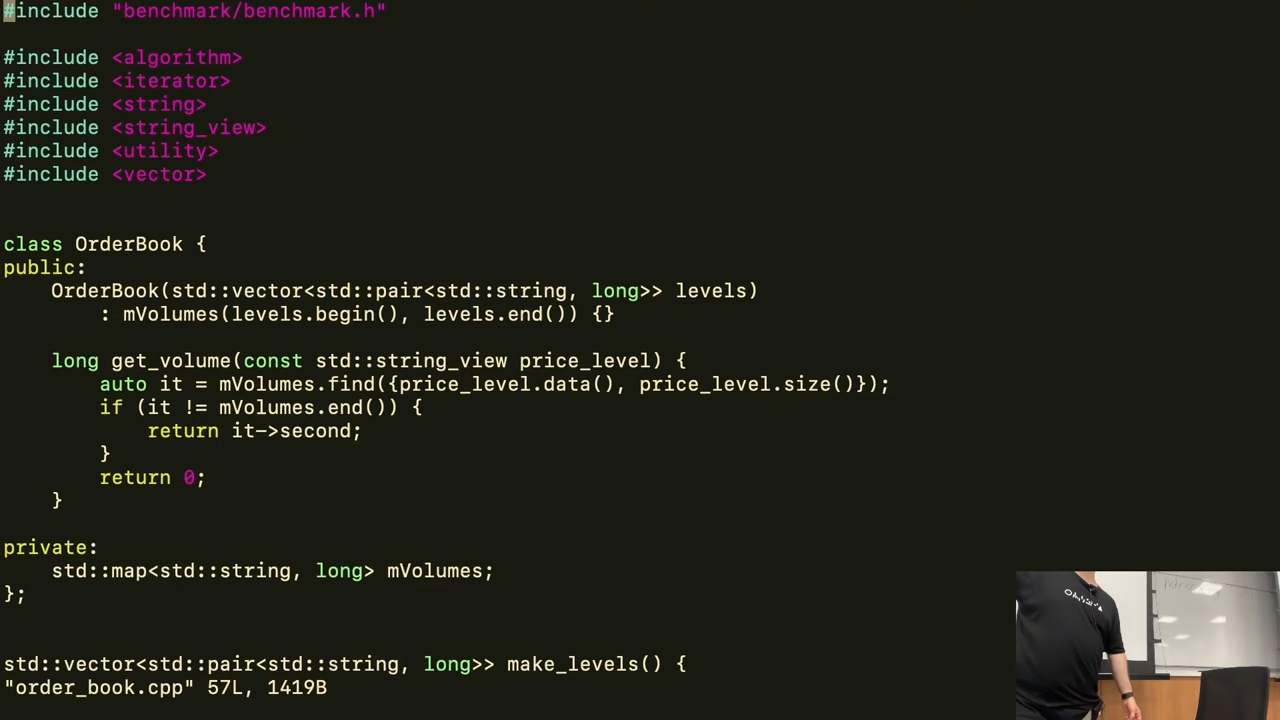 #include "benchmark/benchmark.h"
#include <algorithm>
#include <iterator>
#include <string>
#include <string_view>
#include <utility>
#include <vector>
class OrderBook {
public:
    OrderBook(std::vector<std::pair<std::string, long>> levels)
        : mVolumes(levels.begin(), levels.end()) {}
    long get_volume(const std::string_view price_level) {
        auto it = mVolumes.find({price_level.data(), price_level.size()});
        if (it != mVolumes.end()) {
            return it->second;
        }
        return 0;
    }
private:
    std::map<std::string, long> mVolumes;
};
std::vector<std::pair<std::string, long>> make_levels() {
"order_book.cpp" 57L, 1419B